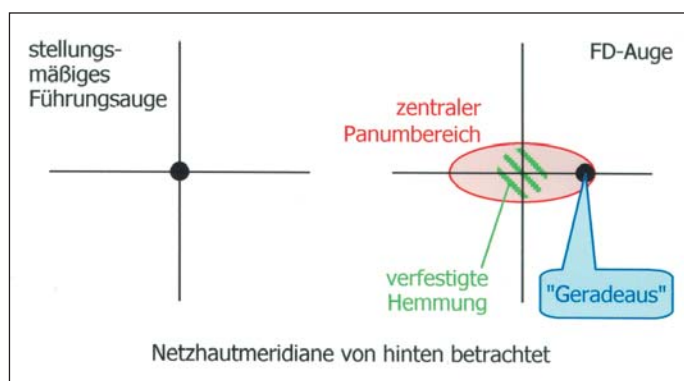 stellungs-
mäßiges
Führungsauge
FD-Auge
zentraler
Panumbereich
verfestigte
Hemmung
"Geradeaus"
Netzhautmeridiane von hinten betrachtet